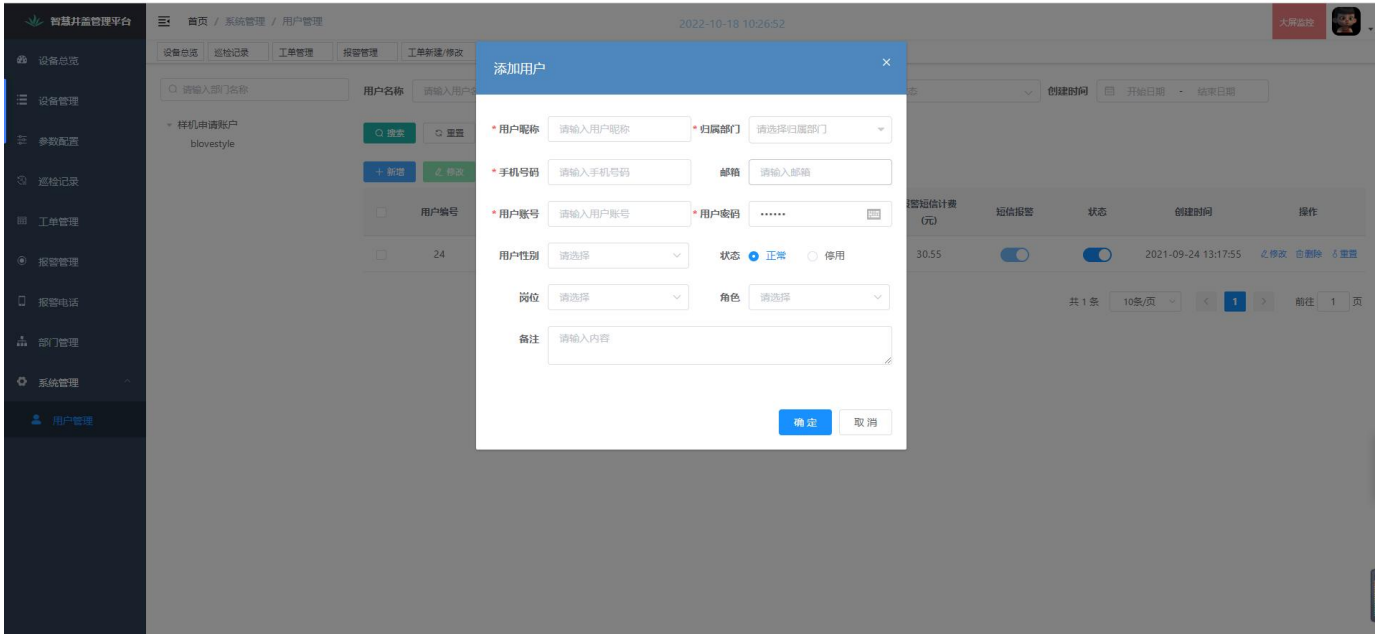 智慧井盖管理平台
首页 / 系统管理 / 用户管理
2022-10-18 10:26:52
大屏监控
设备总览
设备管理
参数配置
巡检记录
工单管理
报警管理
报警电话
部门管理
系统管理
用户管理
设备总览 巡检记录 工单管理 报警管理 工单新建/修改
请输入部门名称
样机申请账户
blovestyle
用户名称 请输入用户名
态
创建时间 开始日期 - 结束日期
搜索 重置
+ 新增 修改
用户编号 报警短信计费(元) 短信报警 状态 创建时间 操作
24 30.55 2021-09-24 13:17:55 修改 删除 重置
共 1 条 10条/页 < 1 > 前往 1 页
添加用户 ×
* 用户昵称 请输入用户昵称 * 归属部门 请选择归属部门
* 手机号码 请输入手机号码 邮箱 请输入邮箱
* 用户账号 请输入用户账号 * 用户密码 ······
用户性别 请选择 状态 正常 停用
岗位 请选择 角色 请选择
备注 请输入内容
确 定 取 消